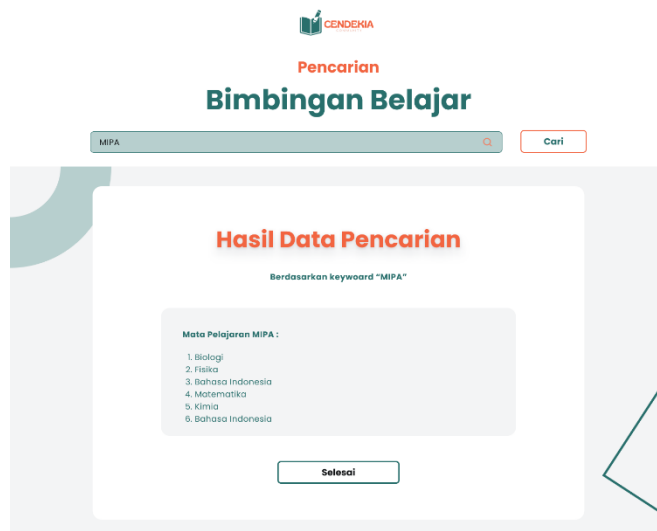 CENDEKIA
Pencarian
Bimbingan Belajar
MIPA
Cari
Hasil Data Pencarian
Berdasarkan keywoard “MIPA”
Mata Pelajaran MIPA :
1. Biologi
2. Fisika
3. Bahasa Indonesia
4. Matematika
5. Kimia
6. Bahasa Indonesia
Selesai